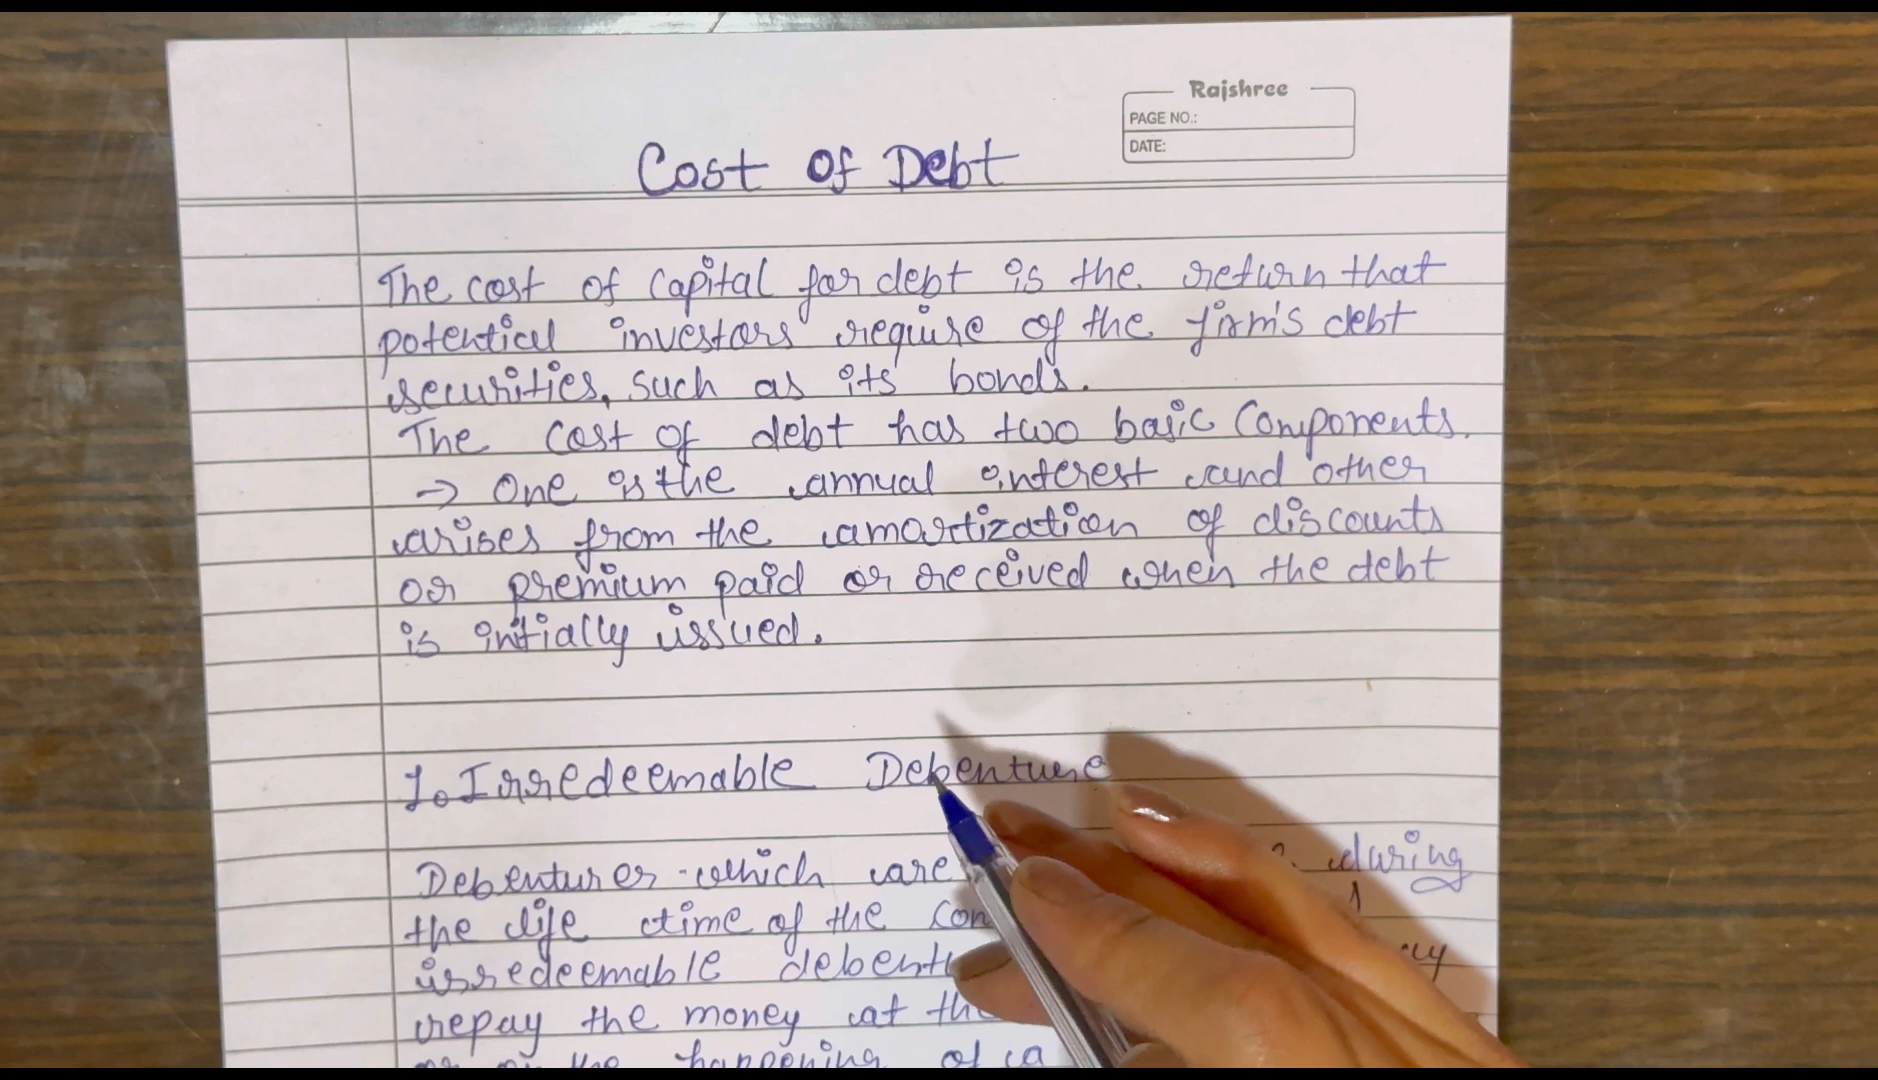 Rajshree
PAGE NO.:
DATE:
Cost of Debt
The cost of capital for debt is the return that
potential investors require of the firm's debt
securities, such as its bonds.
The cost of debt has two basic components.
→ One is the annual interest and other
arises from the amortization of discounts
or premium paid or received when the debt
is initially issued.
1. Irredeemable Debenture
Debentures which are during
the life time of the
irredeemable
repay the money at the
happening of a